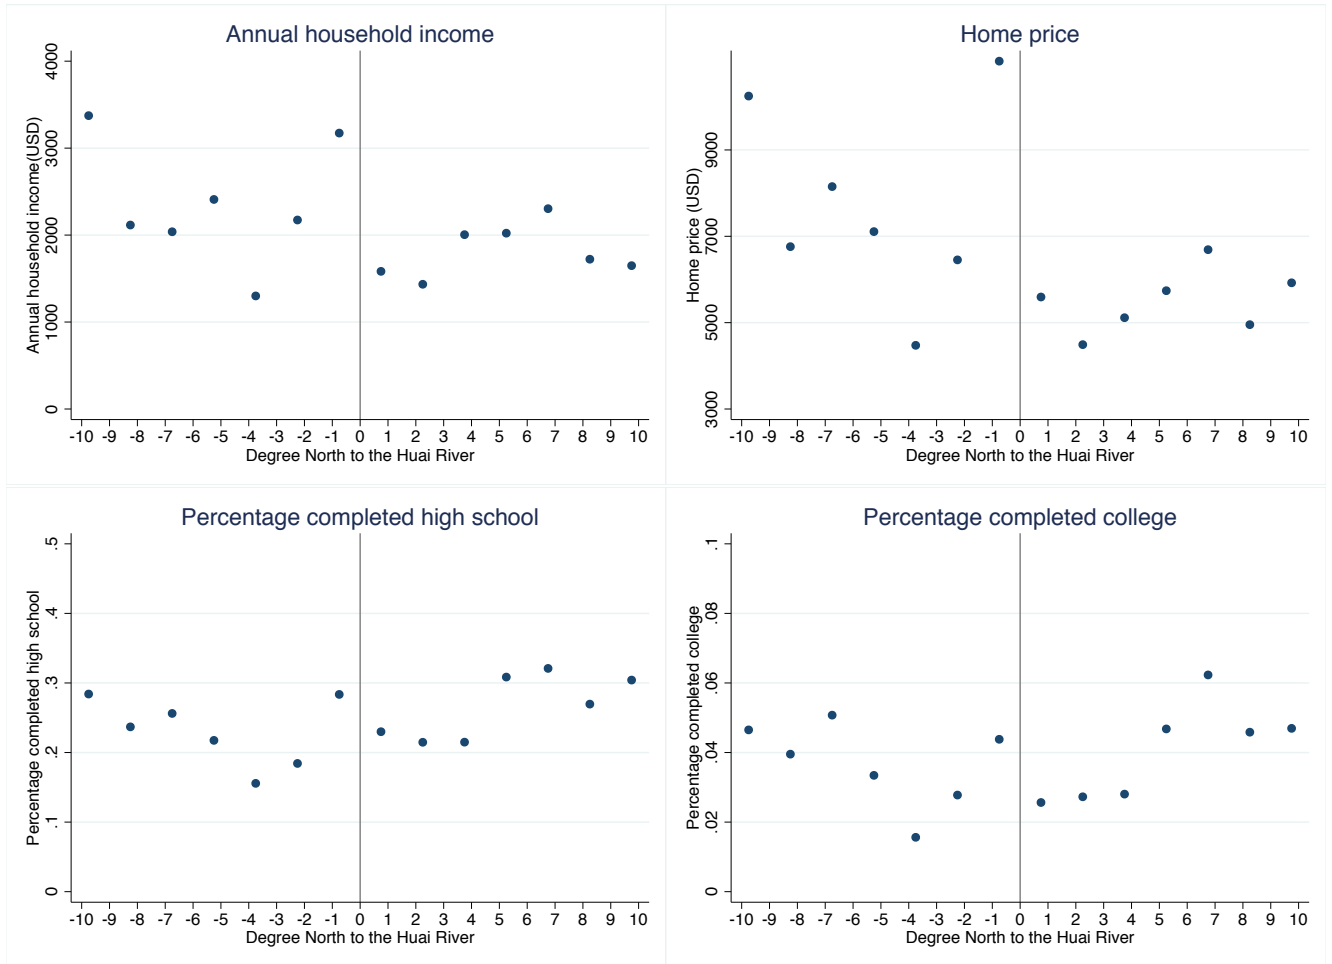 Annual household income
Annual household income(USD)
4000
3000
2000
1000
0
-10 -9 -8 -7 -6 -5 -4 -3 -2 -1 0 1 2 3 4 5 6 7 8 9 10
Degree North to the Huai River
Home price
Home price (USD)
9000
7000
5000
3000
-10 -9 -8 -7 -6 -5 -4 -3 -2 -1 0 1 2 3 4 5 6 7 8 9 10
Degree North to the Huai River
Percentage completed high school
Percentage completed high school
.5
.4
.3
.2
.1
0
-10 -9 -8 -7 -6 -5 -4 -3 -2 -1 0 1 2 3 4 5 6 7 8 9 10
Degree North to the Huai River
Percentage completed college
Percentage completed college
.1
.08
.06
.04
.02
0
-10 -9 -8 -7 -6 -5 -4 -3 -2 -1 0 1 2 3 4 5 6 7 8 9 10
Degree North to the Huai River